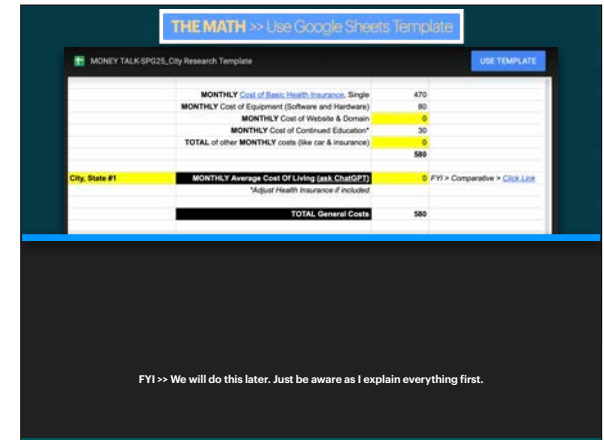 THE MATH >> Use Google Sheets Template
MONEY TALK-SPG25_City Research Template USE TEMPLATE
MONTHLY Cost of Basic Health Insurance, Single 470
MONTHLY Cost of Equipment (Software and Hardware) 80
MONTHLY Cost of Website & Domain 0
MONTHLY Cost of Continued Education* 30
TOTAL of other MONTHLY costs (like car & insurance) 0
580
City, State #1 MONTHLY Average Cost Of Living (ask ChatGPT) 0 FYI > Comparative > Click Link
*Adjust Health Insurance if included
TOTAL General Costs 580
FYI >> We will do this later. Just be aware as I explain everything first.